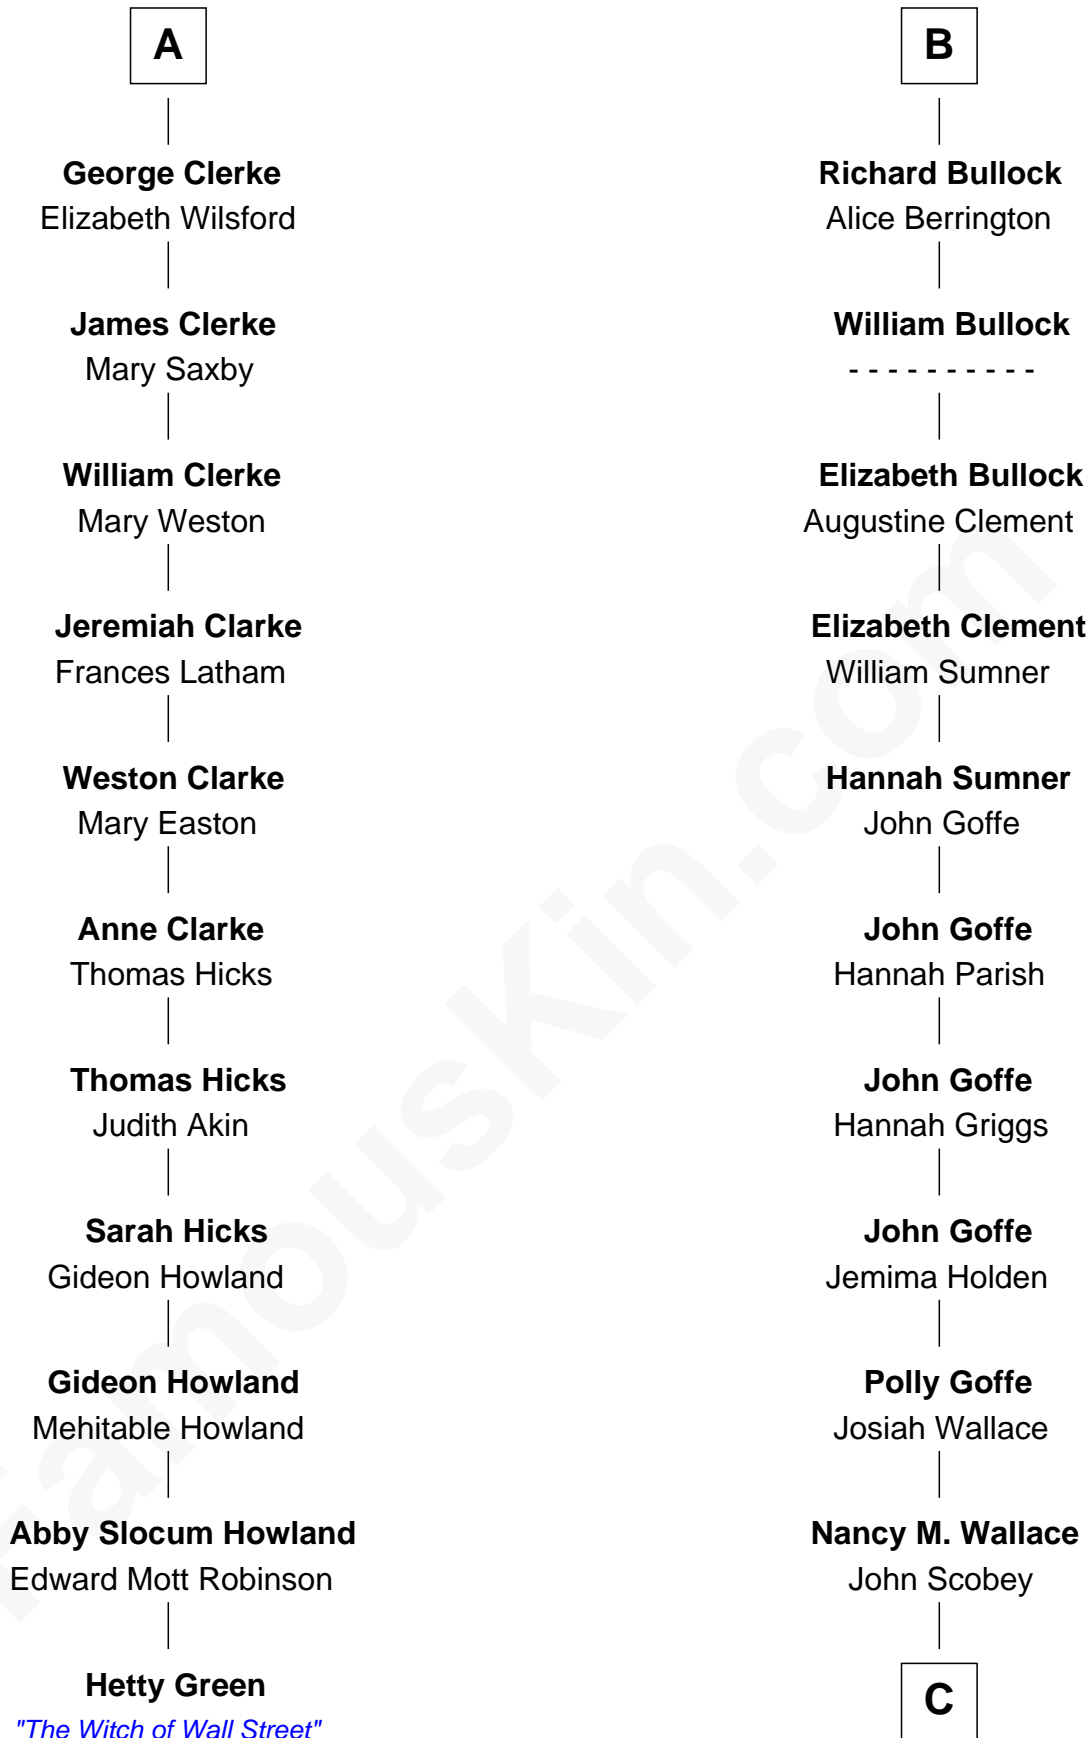 A
George Clerke
Elizabeth Wilsford
James Clerke
Mary Saxby
William Clerke
Mary Weston
Jeremiah Clarke
Frances Latham
Weston Clarke
Mary Easton
Anne Clarke
Thomas Hicks
Thomas Hicks
Judith Akin
Sarah Hicks
Gideon Howland
Gideon Howland
Mehitable Howland
Abby Slocum Howland
Edward Mott Robinson
Hetty Green
"The Witch of Wall Street"
B
Richard Bullock
Alice Berrington
William Bullock
- - - - - - - - - -
Elizabeth Bullock
Augustine Clement
Elizabeth Clement
William Sumner
Hannah Sumner
John Goffe
John Goffe
Hannah Parish
John Goffe
Hannah Griggs
John Goffe
Jemima Holden
Polly Goffe
Josiah Wallace
Nancy M. Wallace
John Scobey
C
FamousKin.com